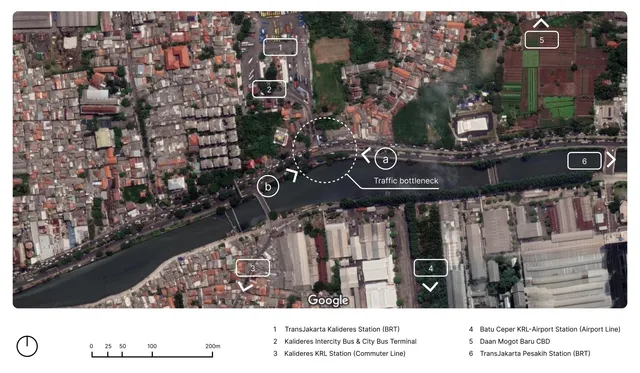 1
5
2
a
6
b
Traffic bottleneck
3
4
Google
0 25 50 100 200m
1 TransJakarta Kalideres Station (BRT)
2 Kalideres Intercity Bus & City Bus Terminal
3 Kalideres KRL Station (Commuter Line)
4 Batu Ceper KRL-Airport Station (Airport Line)
5 Daan Mogot Baru CBD
6 TransJakarta Pesakih Station (BRT)